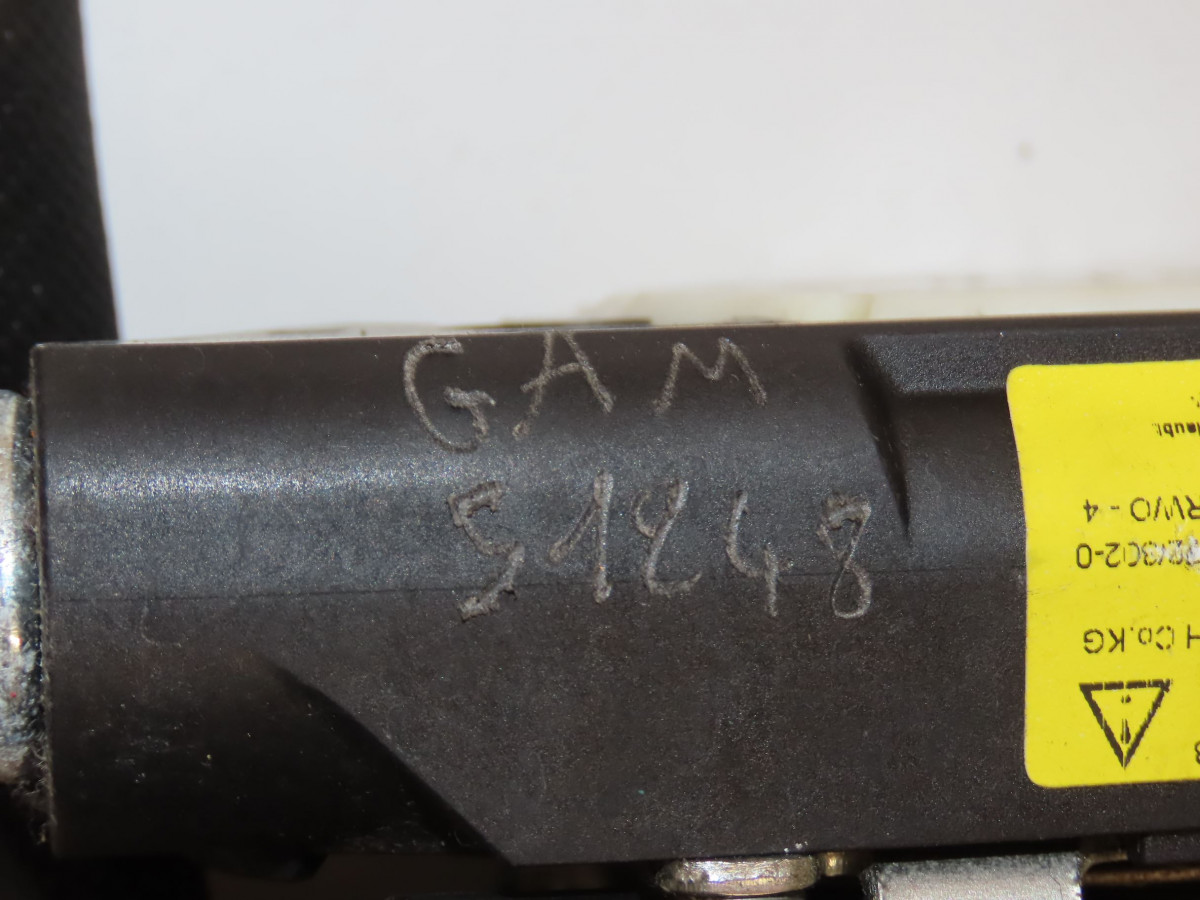 GAM
51248
RWO - 4
H Co.KG